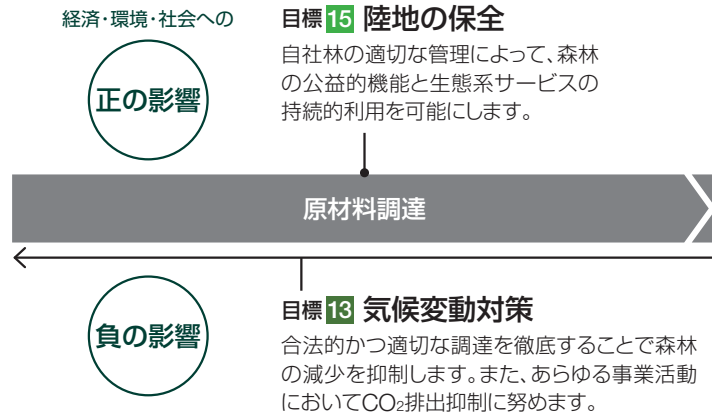 経済・環境・社会への
正の影響
目標15 陸地の保全
自社林の適切な管理によって、森林
の公益的機能と生態系サービスの
持続的利用を可能にします。
原材料調達
負の影響
目標13 気候変動対策
合法的かつ適切な調達を徹底することで森林
の減少を抑制します。また、あらゆる事業活動
においてCO₂排出抑制に努めます。